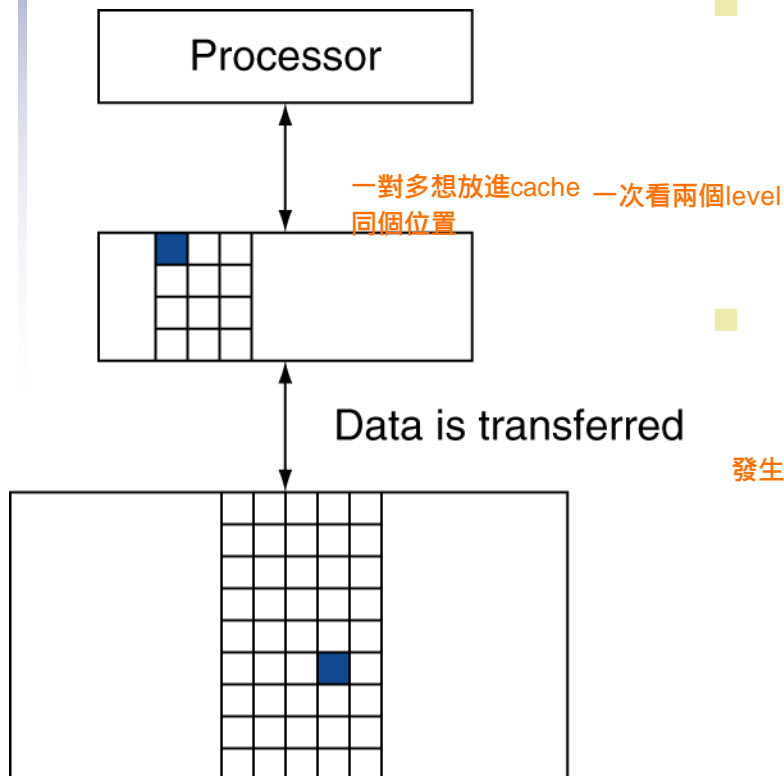 Processor
一對多想放進cache 一次看兩個level
同個位置
Data is transferred
發生